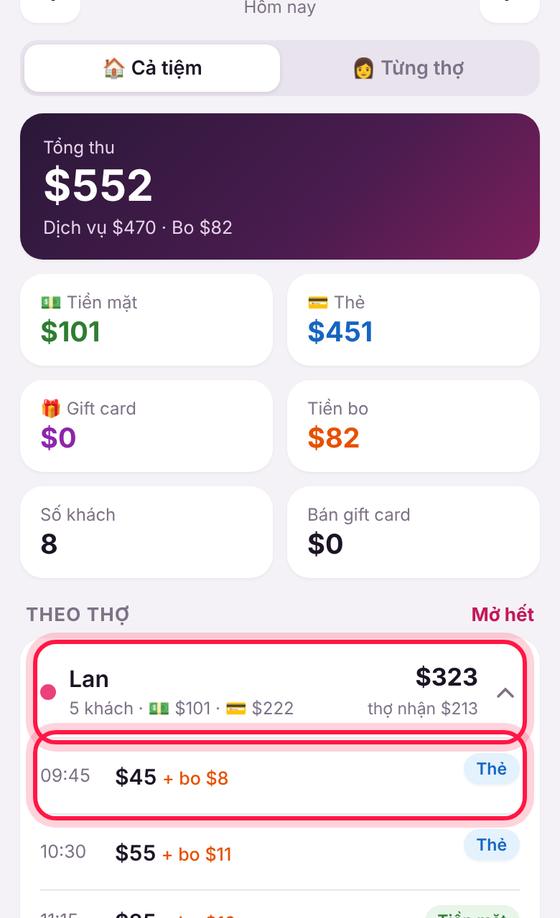 Hôm nay
🏠 Cả tiệm
👩 Từng thợ
Tổng thu
$552
Dịch vụ $470 · Bo $82
💵 Tiền mặt
$101
💳 Thẻ
$451
🎁 Gift card
$0
Tiền bo
$82
Số khách
8
Bán gift card
$0
THEO THỢ
Mở hết
Lan
$323
5 khách · 💵 $101 · 💳 $222
thợ nhận $213
09:45 $45 + bo $8 Thẻ
10:30 $55 + bo $11 Thẻ